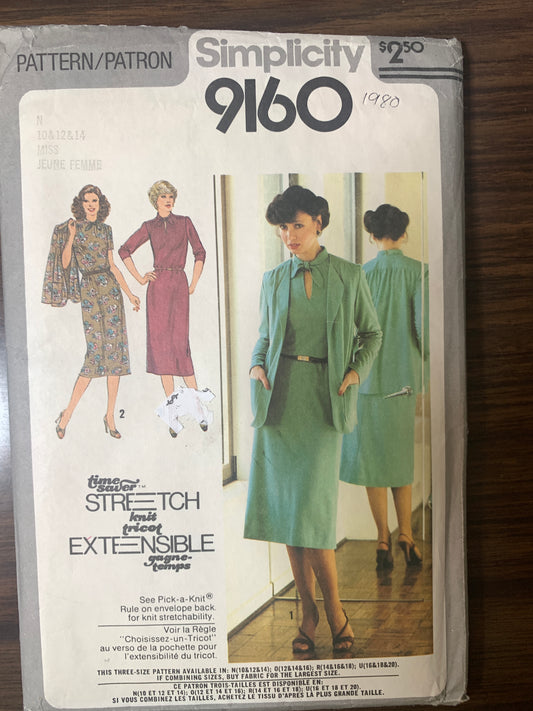 PATTERN/PATRON
Simplicity
$2.50
9160
1980
N
10&12&14
MISS
JEUNE FEMME
2
1
time saver™
STRETCH
knit
tricot
EXTENSIBLE
gagne-
temps
See Pick-a-Knit®
Rule on envelope back
for knit stretchability.
Voir la Règle
"Choisissez-un-Tricot"
au verso de la pochette pour
l'extensibilité du tricot.
THIS THREE-SIZE PATTERN AVAILABLE IN: N(10&12&14); O(12&14&16); R(14&16&18); U(16&18&20).
IF COMBINING SIZES, BUY FABRIC FOR THE LARGEST SIZE.
CE PATRON TROIS-TAILLES EST DISPONIBLE EN:
N(10 ET 12 ET 14); O(12 ET 14 ET 16); R(14 ET 16 ET 18); U(16 ET 18 ET 20).
SI VOUS COMBINEZ LES TAILLES, ACHETEZ LE TISSU D'APRÈS LA PLUS GRANDE TAILLE.